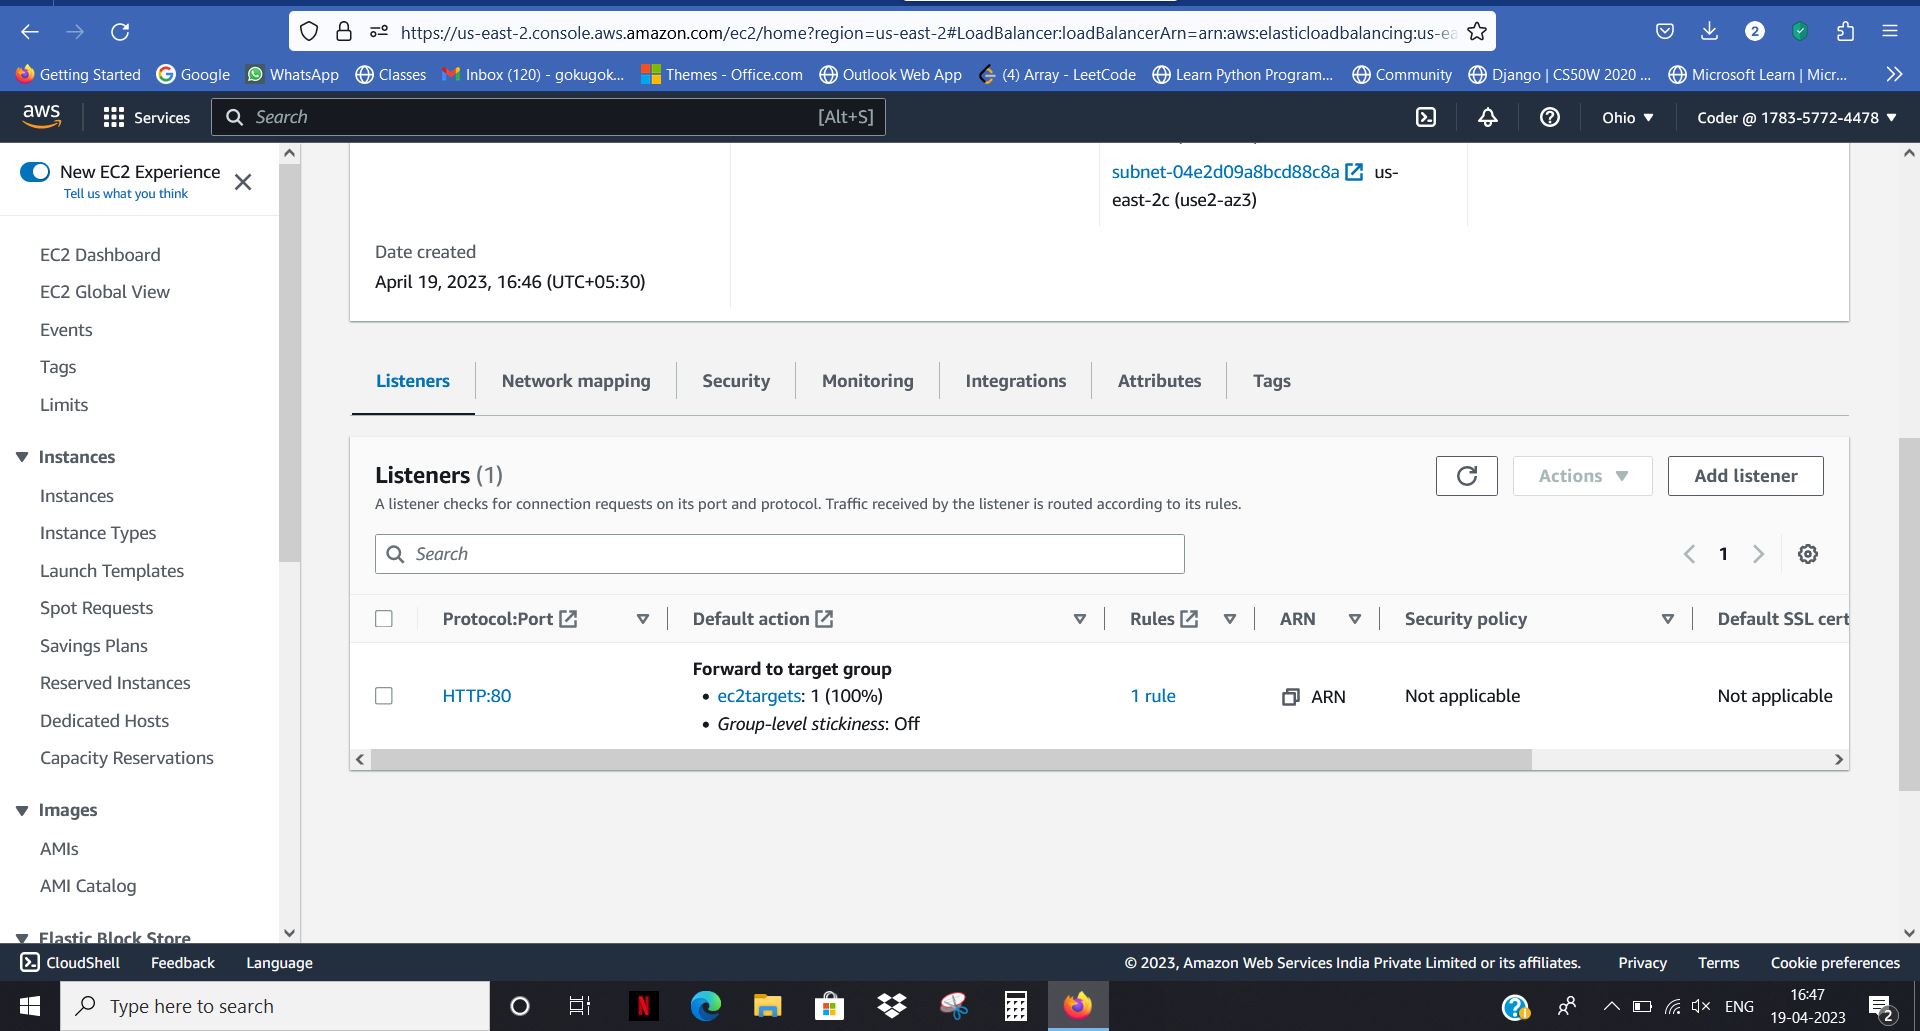 https://us-east-2.console.aws.amazon.com/ec2/home?region=us-east-2#LoadBalancer:loadBalancerArn=arn:aws:elasticloadbalancing:us-ea
2
Getting Started
Google
WhatsApp
Classes
Inbox (120) - gokugok...
Themes - Office.com
Outlook Web App
(4) Array - LeetCode
Learn Python Program...
Community
Django | CS50W 2020 ...
Microsoft Learn | Micr...
aws
Services
Search
[Alt+S]
Ohio
Coder @ 1783-5772-4478
New EC2 Experience
Tell us what you think
EC2 Dashboard
EC2 Global View
Events
Tags
Limits
Instances
Instances
Instance Types
Launch Templates
Spot Requests
Savings Plans
Reserved Instances
Dedicated Hosts
Capacity Reservations
Images
AMIs
AMI Catalog
Elastic Block Store
subnet-04e2d09a8bcd88c8a us-
east-2c (use2-az3)
Date created
April 19, 2023, 16:46 (UTC+05:30)
Listeners
Network mapping
Security
Monitoring
Integrations
Attributes
Tags
Listeners (1)
A listener checks for connection requests on its port and protocol. Traffic received by the listener is routed according to its rules.
Actions
Add listener
Search
1
Protocol:Port
Default action
Rules
ARN
Security policy
Default SSL cert
HTTP:80
Forward to target group
• ec2targets: 1 (100%)
• Group-level stickiness: Off
1 rule
ARN
Not applicable
Not applicable
CloudShell
Feedback
Language
© 2023, Amazon Web Services India Private Limited or its affiliates.
Privacy
Terms
Cookie preferences
Type here to search
N
ENG
16:47
19-04-2023
2